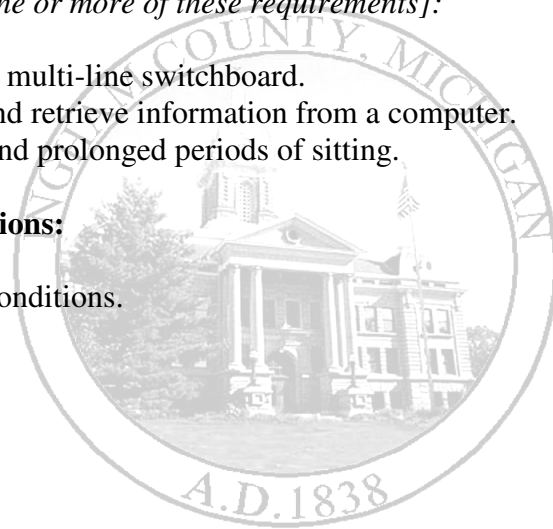 ne or more of these requirements]:
multi-line switchboard.
nd retrieve information from a computer.
nd prolonged periods of sitting.
ions:
onditions.
NGHAM COUNTY, MICHIGAN
A.D. 1838